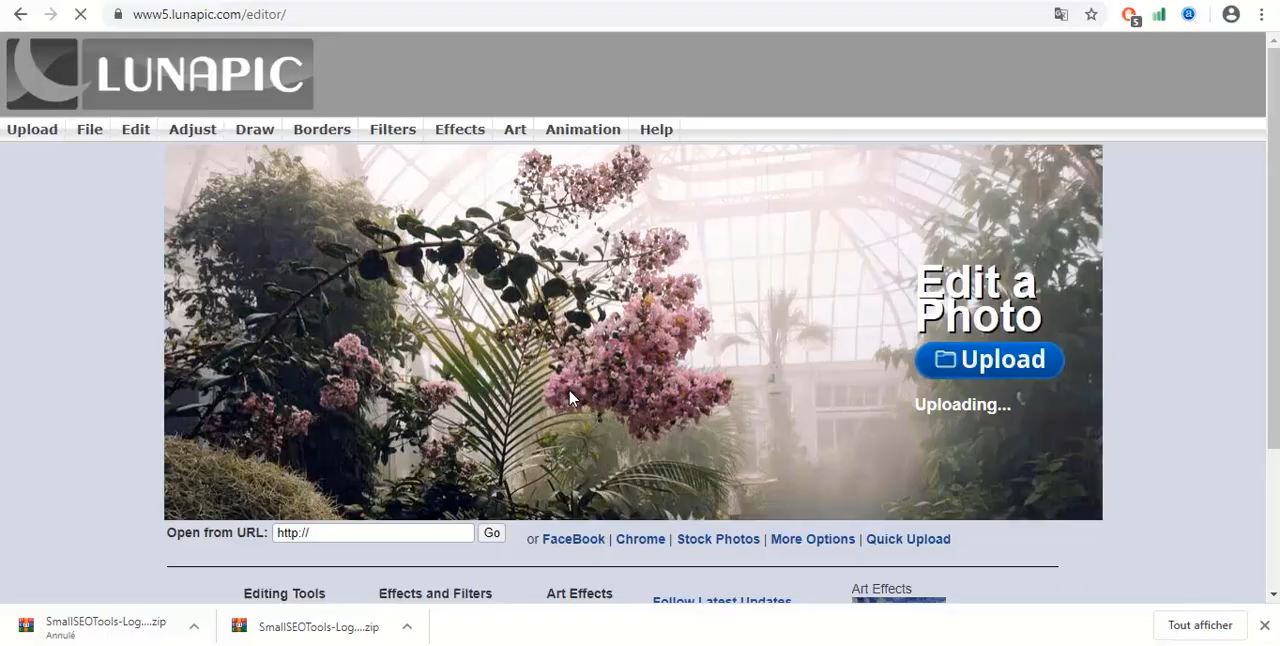 www5.lunapic.com/editor/
5
a
LUNAPIC
Upload File Edit Adjust Draw Borders Filters Effects Art Animation Help
Edit a
Photo
Upload
Uploading...
Open from URL: http:// Go or FaceBook | Chrome | Stock Photos | More Options | Quick Upload
Editing Tools Effects and Filters Art Effects Follow Latest Updates Art Effects
SmallSEOTools-Log....zip
Annulé
SmallSEOTools-Log....zip
Tout afficher